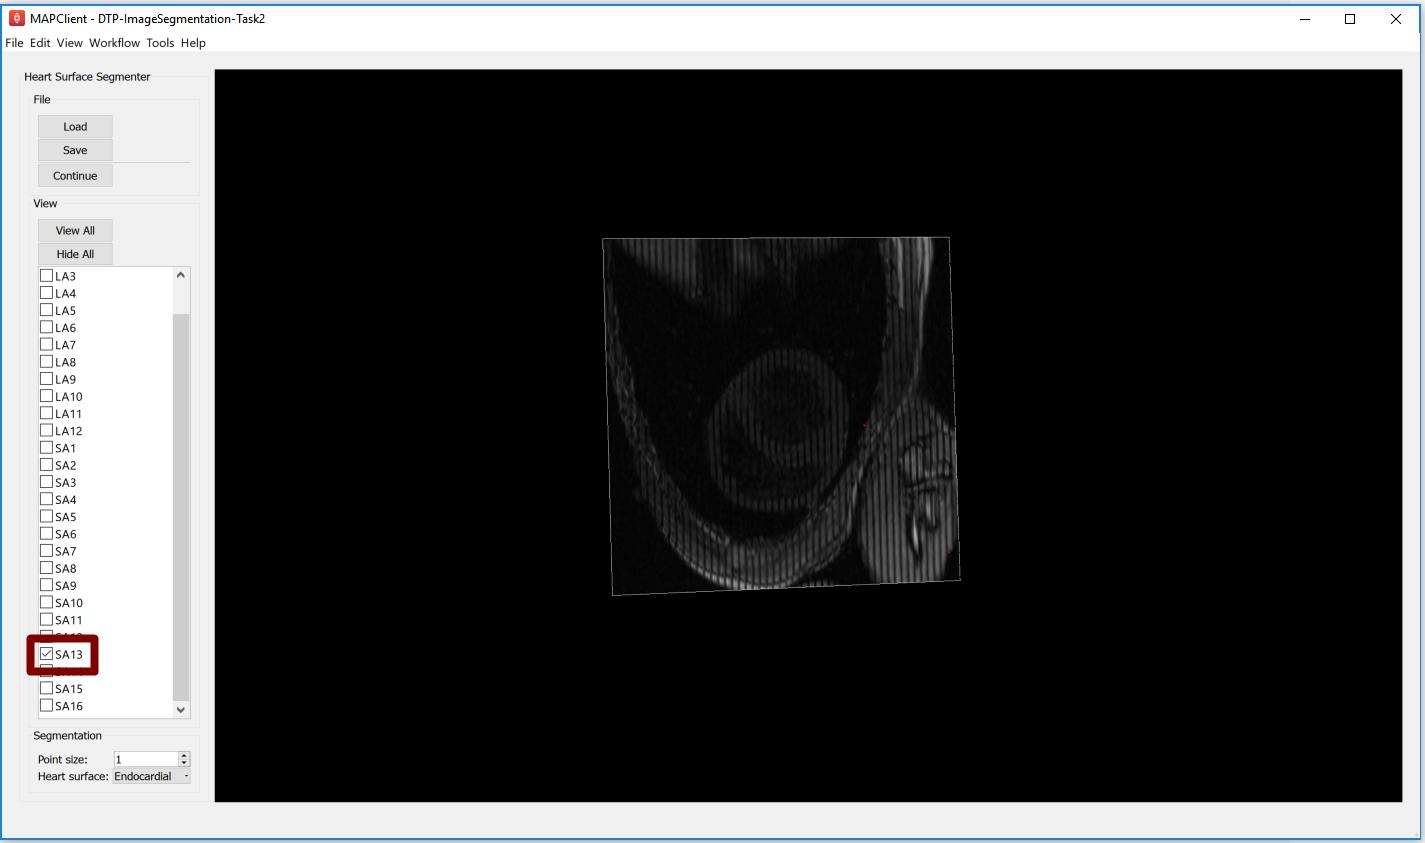 MAPClient - DTP-ImageSegmentation-Task2
File Edit View Workflow Tools Help
Heart Surface Segmenter
File
Load
Save
Continue
View
View All
Hide All
LA3
LA4
LA5
LA6
LA7
LA8
LA9
LA10
LA11
LA12
SA1
SA2
SA3
SA4
SA5
SA6
SA7
SA8
SA9
SA10
SA11
SA13
SA15
SA16
Segmentation
Point size: 1
Heart surface: Endocardial